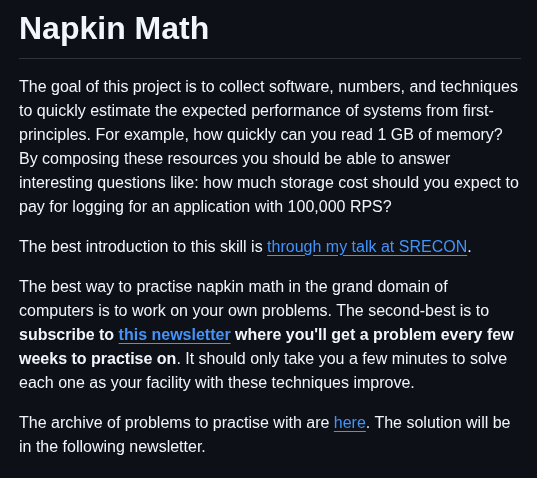 Napkin Math
The goal of this project is to collect software, numbers, and techniques
to quickly estimate the expected performance of systems from first-
principles. For example, how quickly can you read 1 GB of memory?
By composing these resources you should be able to answer
interesting questions like: how much storage cost should you expect to
pay for logging for an application with 100,000 RPS?
The best introduction to this skill is through my talk at SRECON.
The best way to practise napkin math in the grand domain of
computers is to work on your own problems. The second-best is to
subscribe to this newsletter where you'll get a problem every few
weeks to practise on. It should only take you a few minutes to solve
each one as your facility with these techniques improve.
The archive of problems to practise with are here. The solution will be
in the following newsletter.